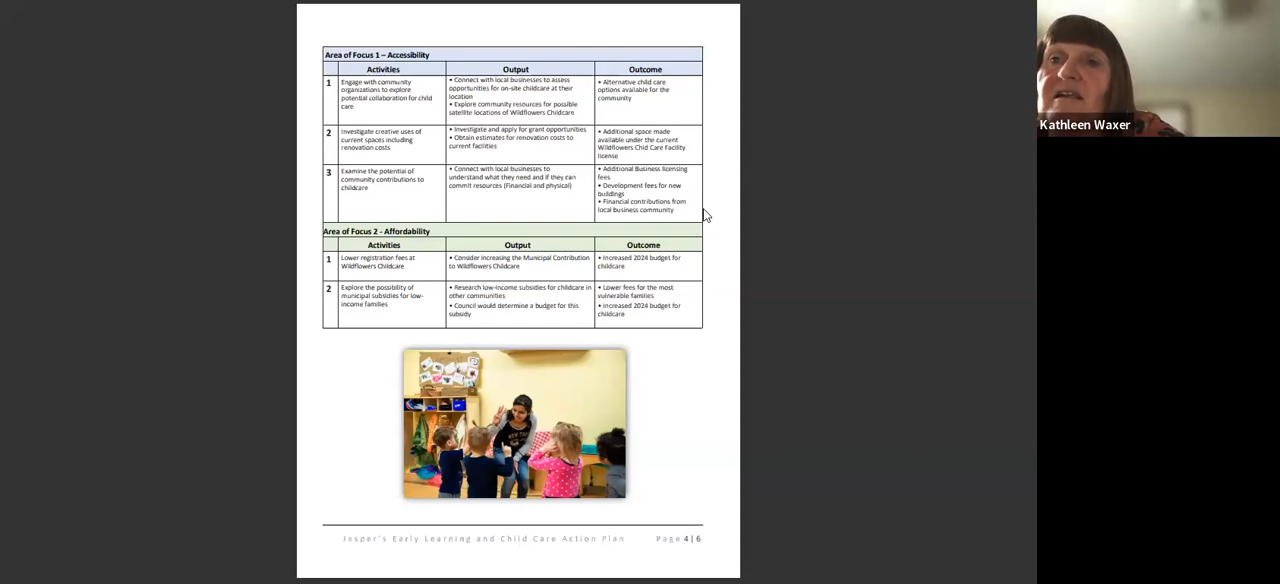 Area of Focus 1 – Accessibility
Activities Output Outcome
1 Engage with community
organizations to explore
potential collaboration for child
care
• Connect with local businesses to assess
opportunities for on-site childcare at their
location
• Explore community resources for possible
satellite locations of Wildflowers Childcare
• Alternative child care
options available for the
community
2 Investigate creative uses of
current spaces including
renovation costs
• Investigate and apply for grant opportunities
• Obtain estimates for renovation costs to
current facilities
• Additional space made
available under the current
Wildflowers Chid Care Facility
license
3 Examine the potential of
community contributions to
childcare
• Connect with local businesses to
understand what they need and if they can
commit resources (Financial and physical)
• Additional Business licensing
fees
• Development fees for new
buildings
• Financial contributions from
local business community
Area of Focus 2 - Affordability
Activities Output Outcome
1 Lower registration fees at
Wildflowers Childcare
• Consider increasing the Municipal Contribution
to Wildflowers Childcare
• Increased 2024 budget for
childcare
2 Explore the possibility of
municipal subsidies for low-
income families
• Research low-income subsidies for childcare in
other communities
• Council would determine a budget for this
subsidy
• Lower fees for the most
vulnerable families
• Increased 2024 budget for
childcare
NEW YORK
Jasper's Early Learning and Child Care Action Plan Page 4|6
Kathleen Waxer